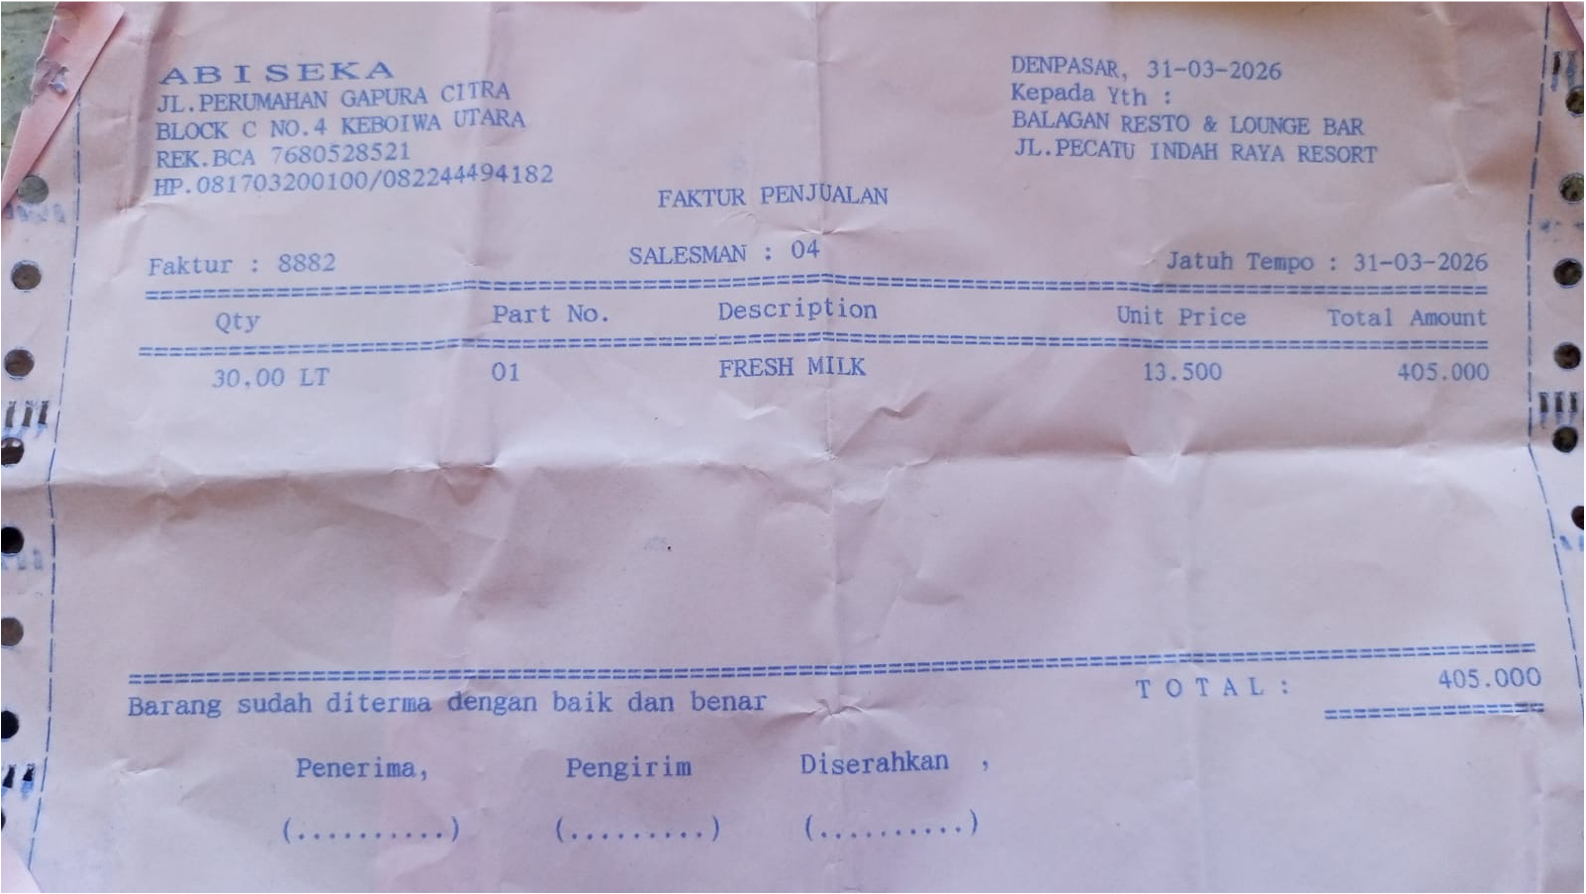 ABISEKA
JL.PERUMAHAN GAPURA CITRA
BLOCK C NO.4 KEBOIWA UTARA
REK.BCA 7680528521
HP.081703200100/082244494182
DENPASAR, 31-03-2026
Kepada Yth :
BALAGAN RESTO & LOUNGE BAR
JL.PECATU INDAH RAYA RESORT
FAKTUR PENJUALAN
Faktur : 8882 SALESMAN : 04 Jatuh Tempo : 31-03-2026
Qty Part No. Description Unit Price Total Amount
30,00 LT 01 FRESH MILK 13.500 405.000
Barang sudah diterma dengan baik dan benar T O T A L : 405.000
Penerima, Pengirim Diserahkan ,
(..........) (.........) (..........)